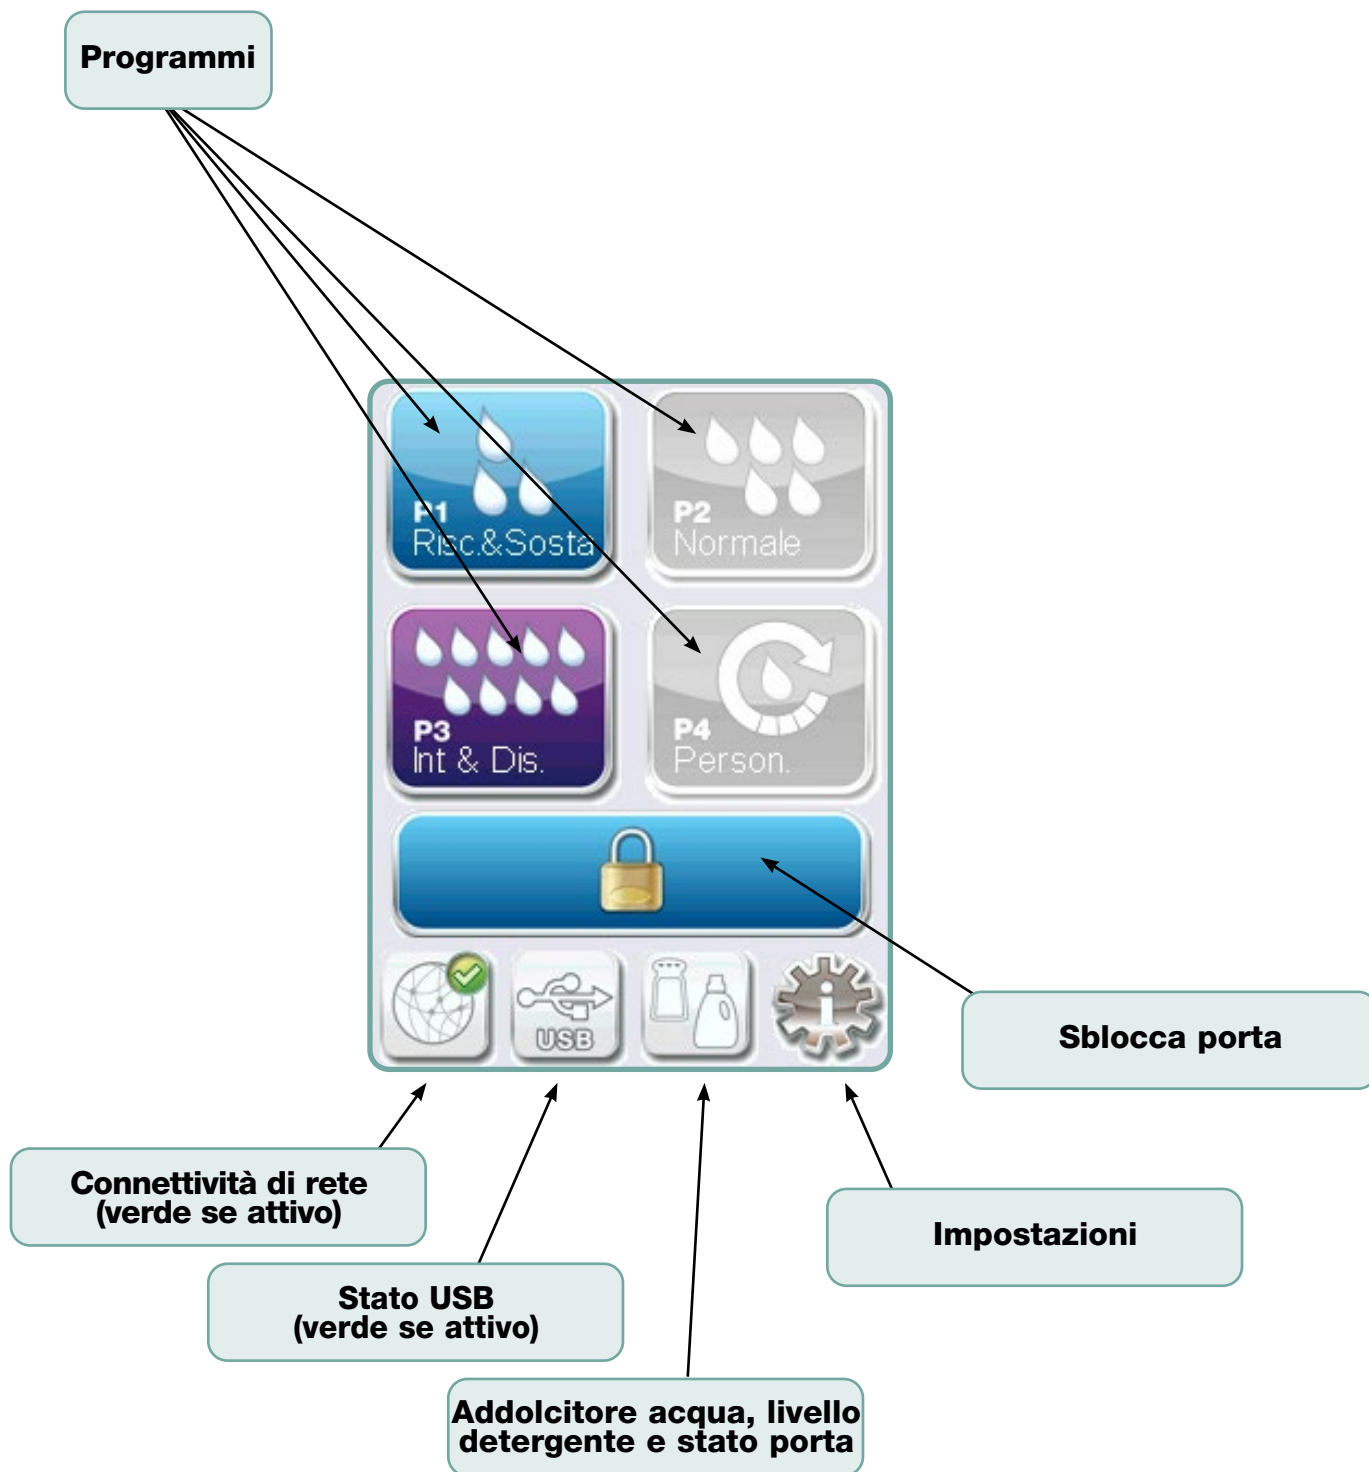 Programmi
P1
Risc.&Sosta
P2
Normale
P3
Int & Dis.
P4
Person.
USB
i
Sblocca porta
Connettività di rete
(verde se attivo)
Impostazioni
Stato USB
(verde se attivo)
Addolcitore acqua, livello
detergente e stato porta